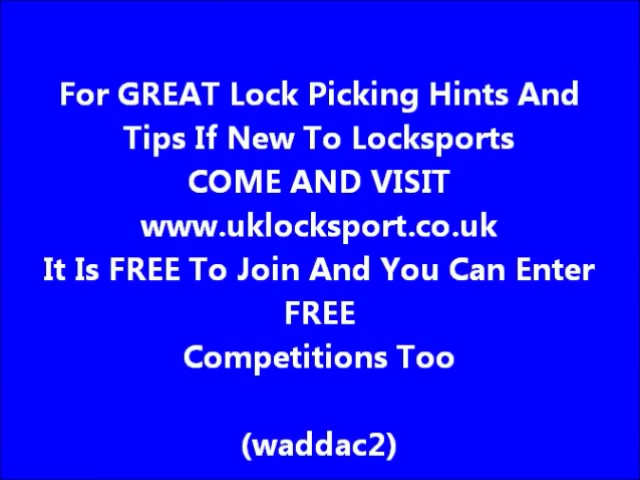 For GREAT Lock Picking Hints And
Tips If New To Locksports
COME AND VISIT
www.uklocksport.co.uk
It Is FREE To Join And You Can Enter
FREE
Competitions Too
(waddac2)